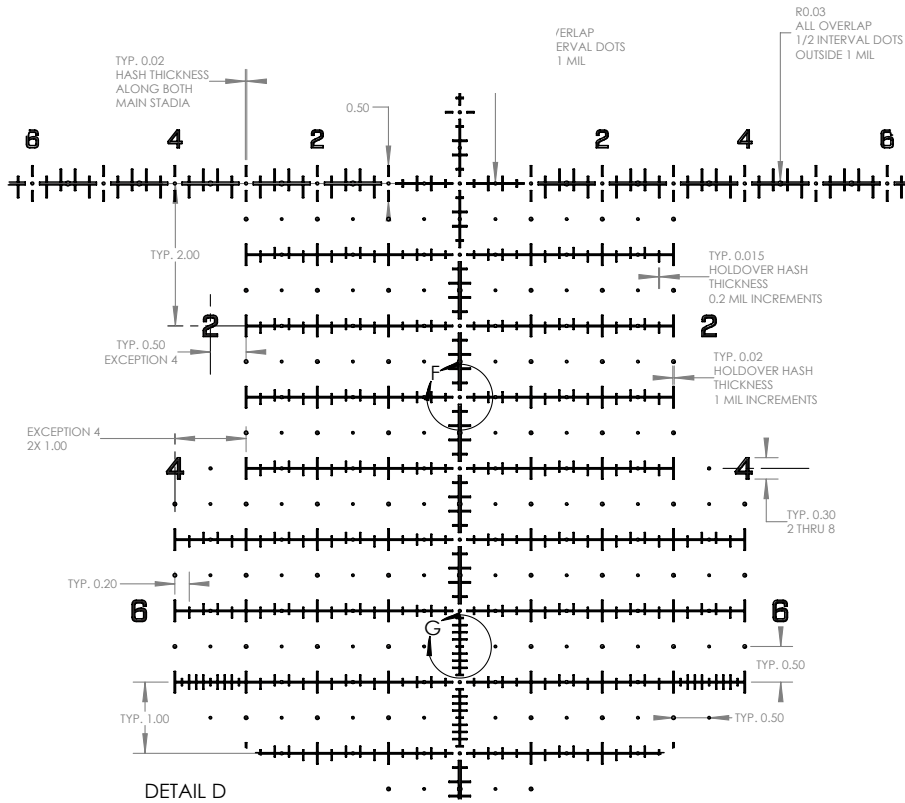 R0.03
ALL OVERLAP
1/2 INTERVAL DOTS
OUTSIDE 1 MIL
/ERLAP
ERVAL DOTS
1 MIL
TYP. 0.02
HASH THICKNESS
ALONG BOTH
MAIN STADIA
0.50
6 4 2 2 4 6
TYP. 2.00
TYP. 0.015
HOLDOVER HASH
THICKNESS
0.2 MIL INCREMENTS
2 2
TYP. 0.50
EXCEPTION 4
F
TYP. 0.02
HOLDOVER HASH
THICKNESS
1 MIL INCREMENTS
EXCEPTION 4
2X 1.00
4 4
TYP. 0.30
2 THRU 8
TYP. 0.20
6 6
G
TYP. 0.50
TYP. 1.00
TYP. 0.50
DETAIL D